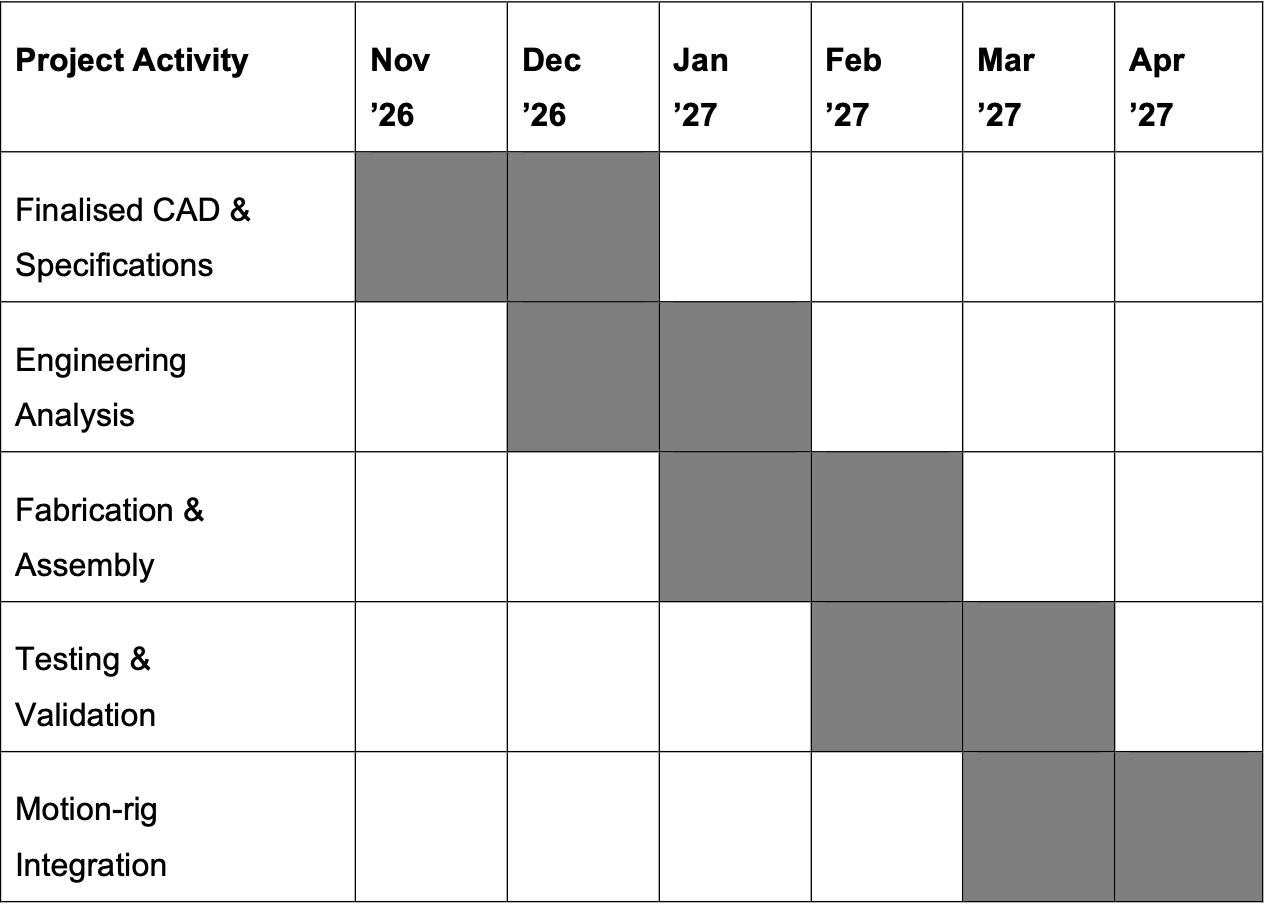 Project Activity
Nov
’26
Dec
’26
Jan
’27
Feb
’27
Mar
’27
Apr
’27
Finalised CAD &
Specifications
Engineering
Analysis
Fabrication &
Assembly
Testing &
Validation
Motion-rig
Integration